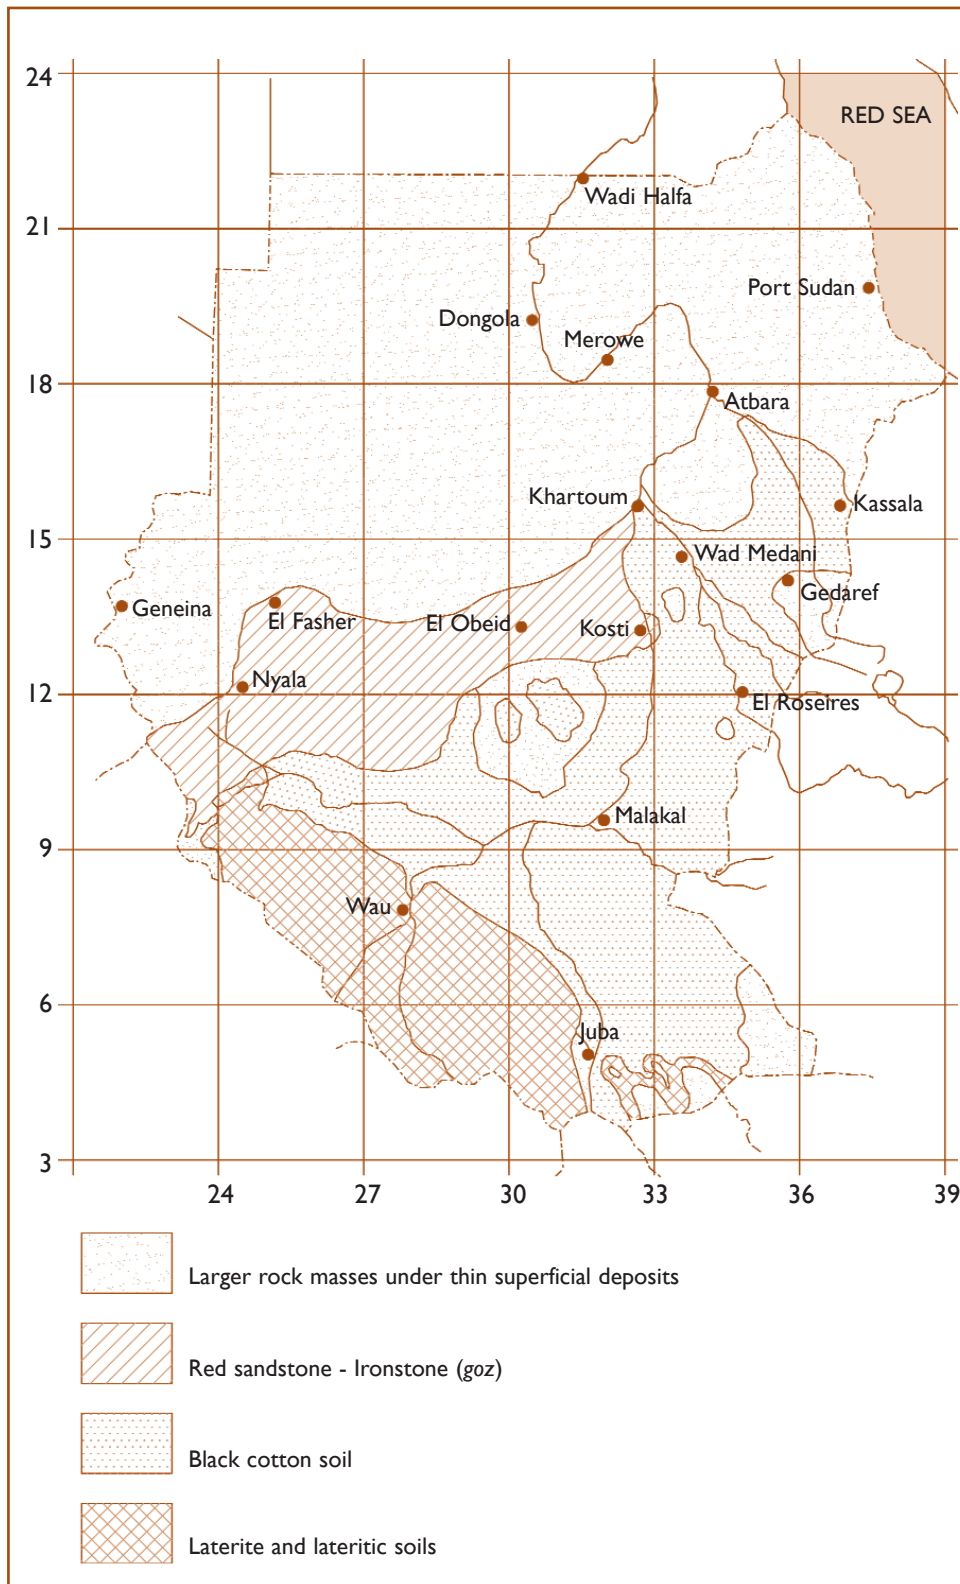 24
RED SEA
Wadi Halfa
21
Port Sudan
Dongola
Merowe
18
Atbara
Khartoum
Kassala
15
Wad Medani
Gedaref
Geneina
El Fasher
El Obeid
Kosti
Nyala
12
El Roseires
Malakal
9
Wau
6
Juba
3
24 27 30 33 36 39
Larger rock masses under thin superficial deposits
Red sandstone - Ironstone (goz)
Black cotton soil
Laterite and lateritic soils